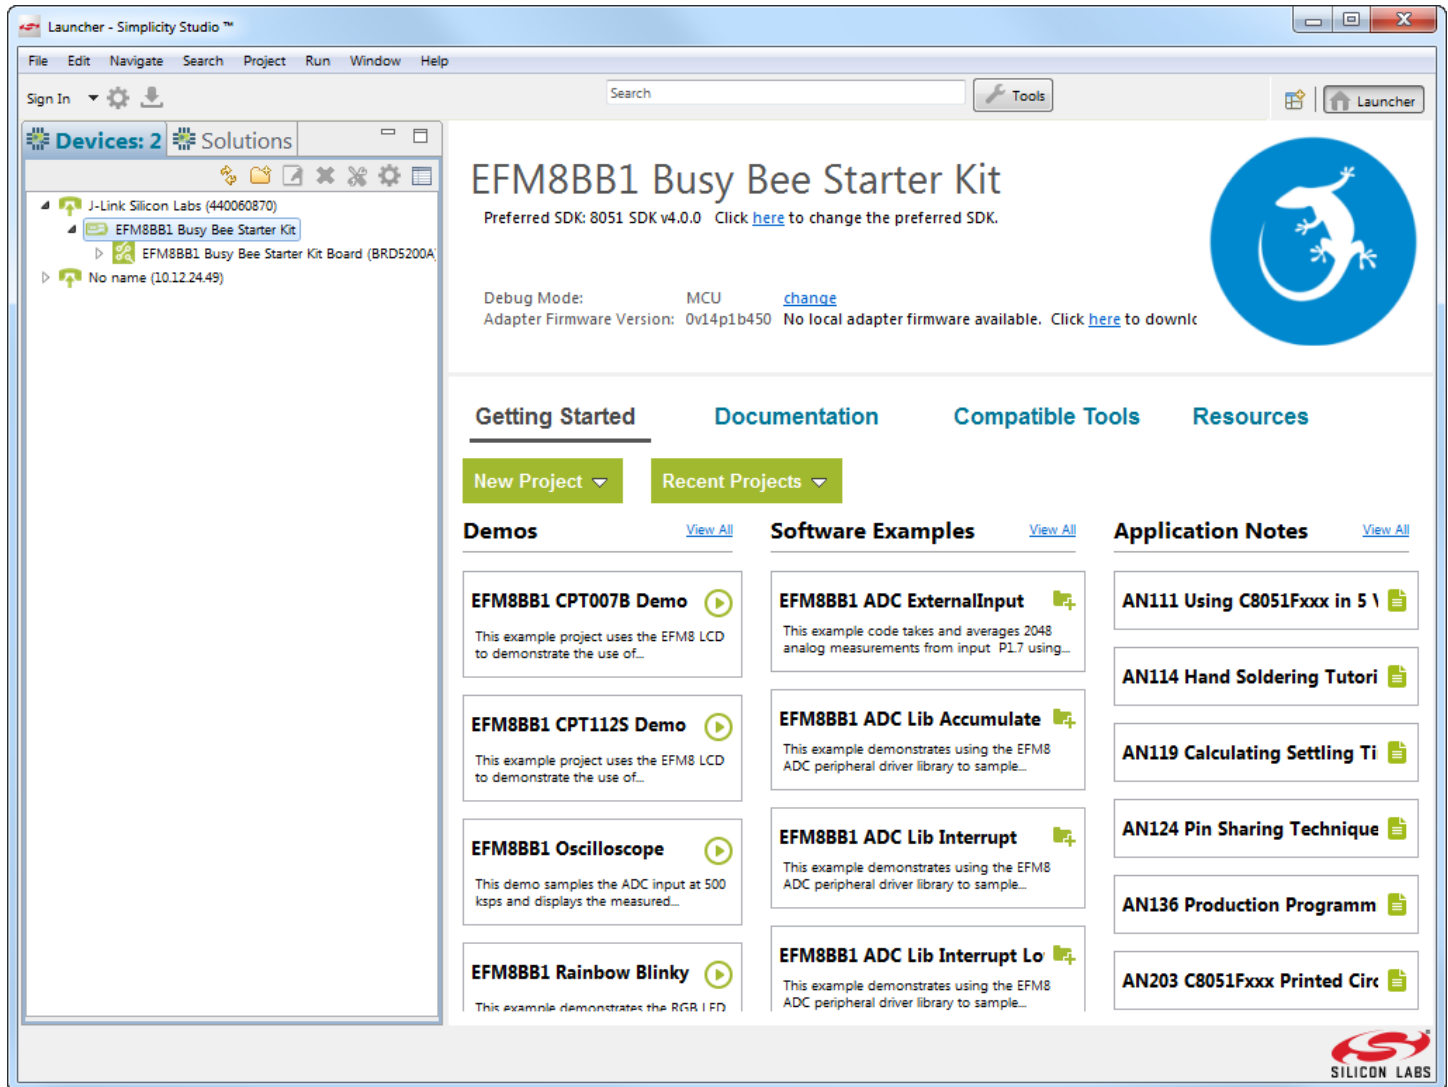 Launcher - Simplicity Studio ™
File Edit Navigate Search Project Run Window Help
Sign In
Search
Tools
Launcher
Devices: 2
Solutions
J-Link Silicon Labs (440060870)
EFM8BB1 Busy Bee Starter Kit
EFM8BB1 Busy Bee Starter Kit Board (BRD5200A)
No name (10.12.24.49)
EFM8BB1 Busy Bee Starter Kit
Preferred SDK: 8051 SDK v4.0.0 Click here to change the preferred SDK.
Debug Mode: MCU change
Adapter Firmware Version: 0v14p1b450 No local adapter firmware available. Click here to downlo
Getting Started Documentation Compatible Tools Resources
New Project Recent Projects
Demos View All
EFM8BB1 CPT007B Demo
This example project uses the EFM8 LCD
to demonstrate the use of...
EFM8BB1 CPT112S Demo
This example project uses the EFM8 LCD
to demonstrate the use of...
EFM8BB1 Oscilloscope
This demo samples the ADC input at 500
ksps and displays the measured...
EFM8BB1 Rainbow Blinky
This example demonstrates the RGB LED
Software Examples View All
EFM8BB1 ADC ExternalInput
This example code takes and averages 2048
analog measurements from input P1.7 using...
EFM8BB1 ADC Lib Accumulate
This example demonstrates using the EFM8
ADC peripheral driver library to sample...
EFM8BB1 ADC Lib Interrupt
This example demonstrates using the EFM8
ADC peripheral driver library to sample...
EFM8BB1 ADC Lib Interrupt Lo
This example demonstrates using the EFM8
ADC peripheral driver library to sample...
Application Notes View All
AN111 Using C8051Fxxx in 5 V
AN114 Hand Soldering Tutori
AN119 Calculating Settling Ti
AN124 Pin Sharing Technique
AN136 Production Programm
AN203 C8051Fxxx Printed Circ
SILICON LABS